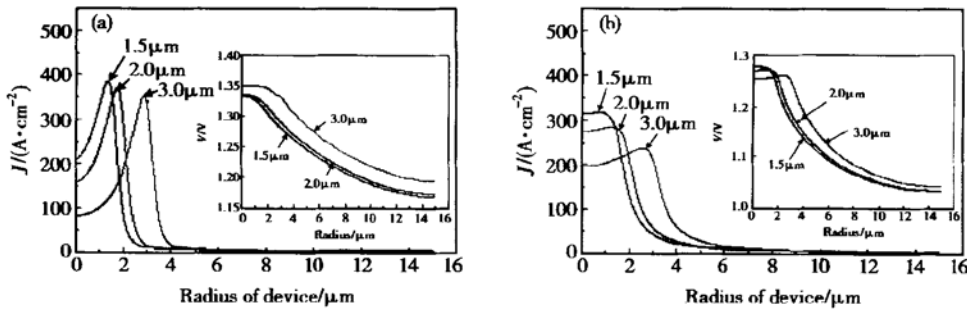 (a)
J/(A·cm⁻²)
500
400
300
200
100
0
1.5μm
2.0μm
3.0μm
0 2 4 6 8 10 12 14 16
Radius of device/μm
V/V
1.40
1.35
1.30
1.25
1.20
1.15
3.0μm
1.5μm
2.0μm
0 2 4 6 8 10 12 14 16
Radius/μm
(b)
J/(A·cm⁻²)
500
400
300
200
100
0
1.5μm
2.0μm
3.0μm
0 2 4 6 8 10 12 14 16
Radius of device/μm
V/V
1.3
1.2
1.1
1.0
2.0μm
3.0μm
1.5μm
0 2 4 6 8 10 12 14 16
Radius/μm